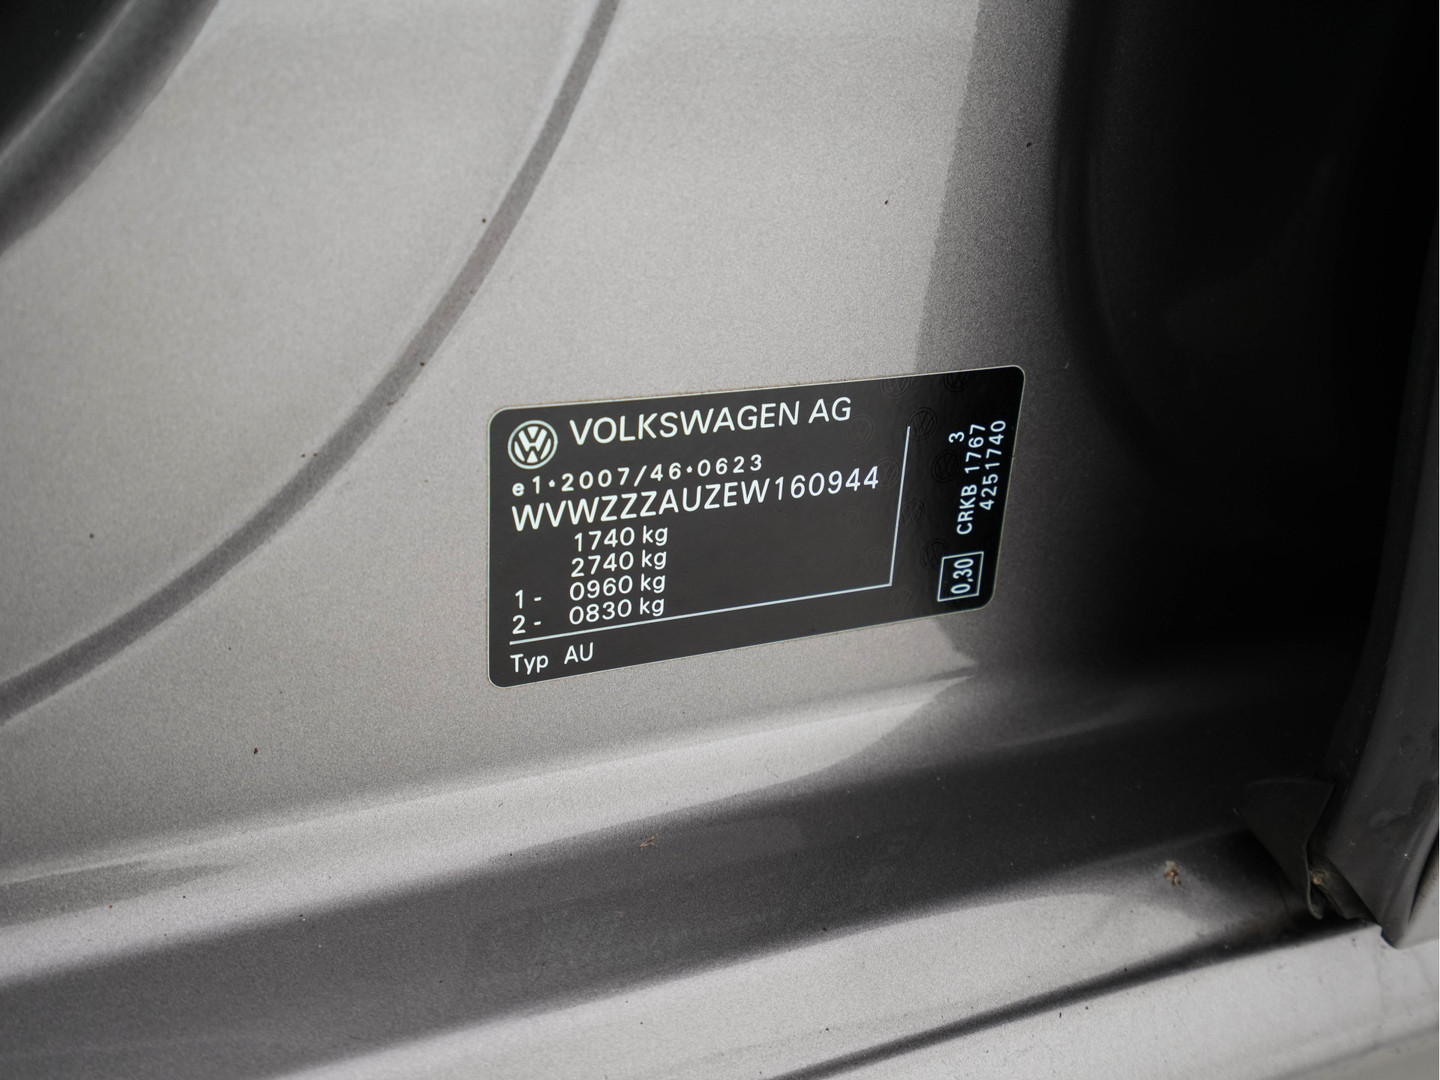 VOLKSWAGEN AG
e1*2007/46*0623
WVWZZZAUZEW160944
1740 kg
2740 kg
1 - 0960 kg
2 - 0830 kg
Typ AU
3
CRKB 1767
4251740
0,30